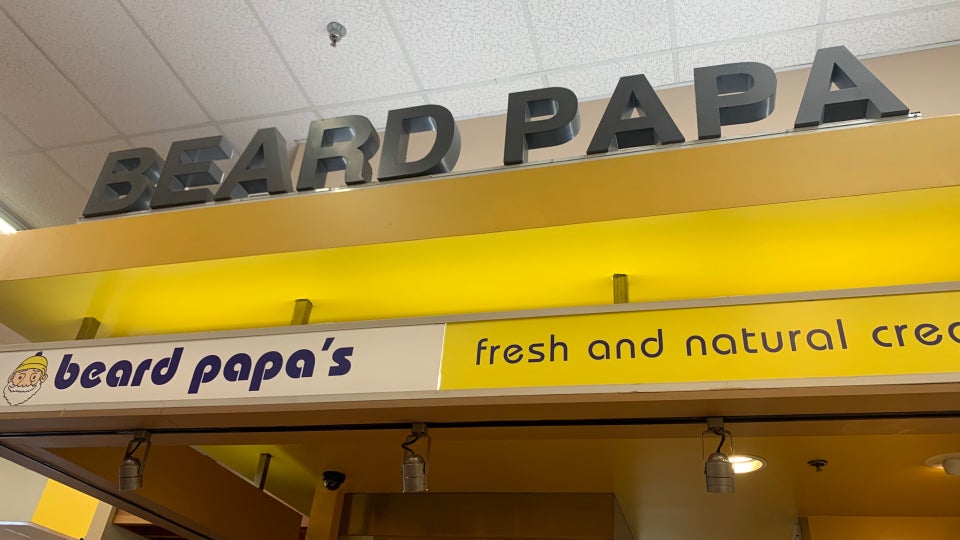 BEARD PAPA
beard papa's
fresh and natural